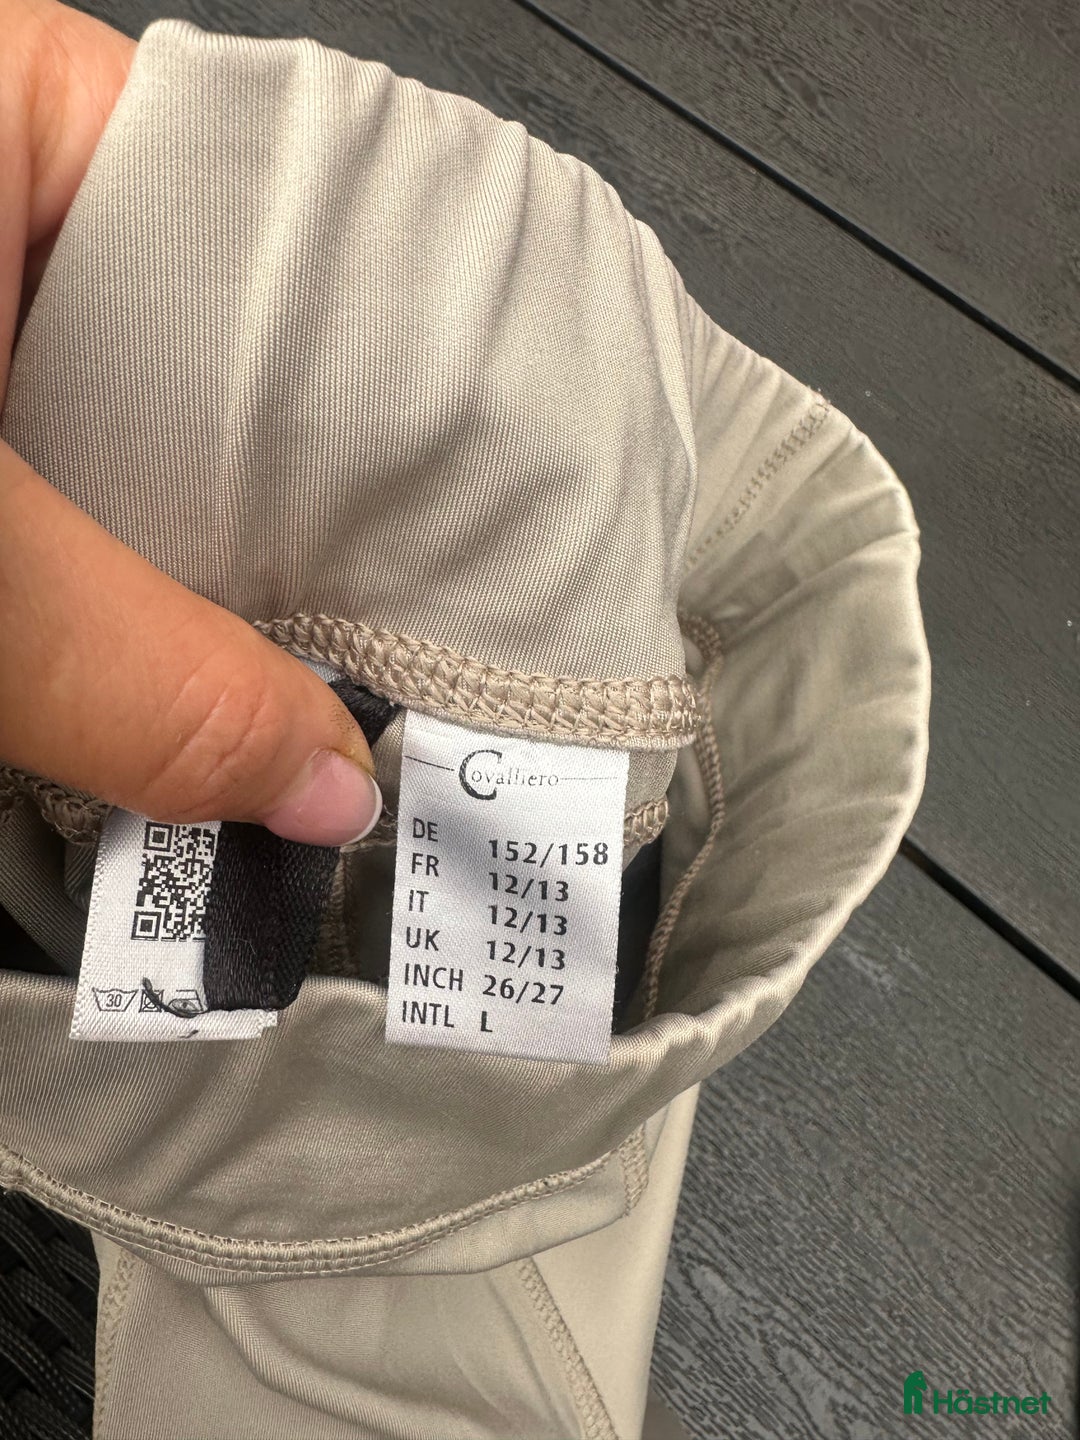 Covalliero
DE 152/158
FR 12/13
IT 12/13
UK 12/13
INCH 26/27
INTL L
30
Hästnet